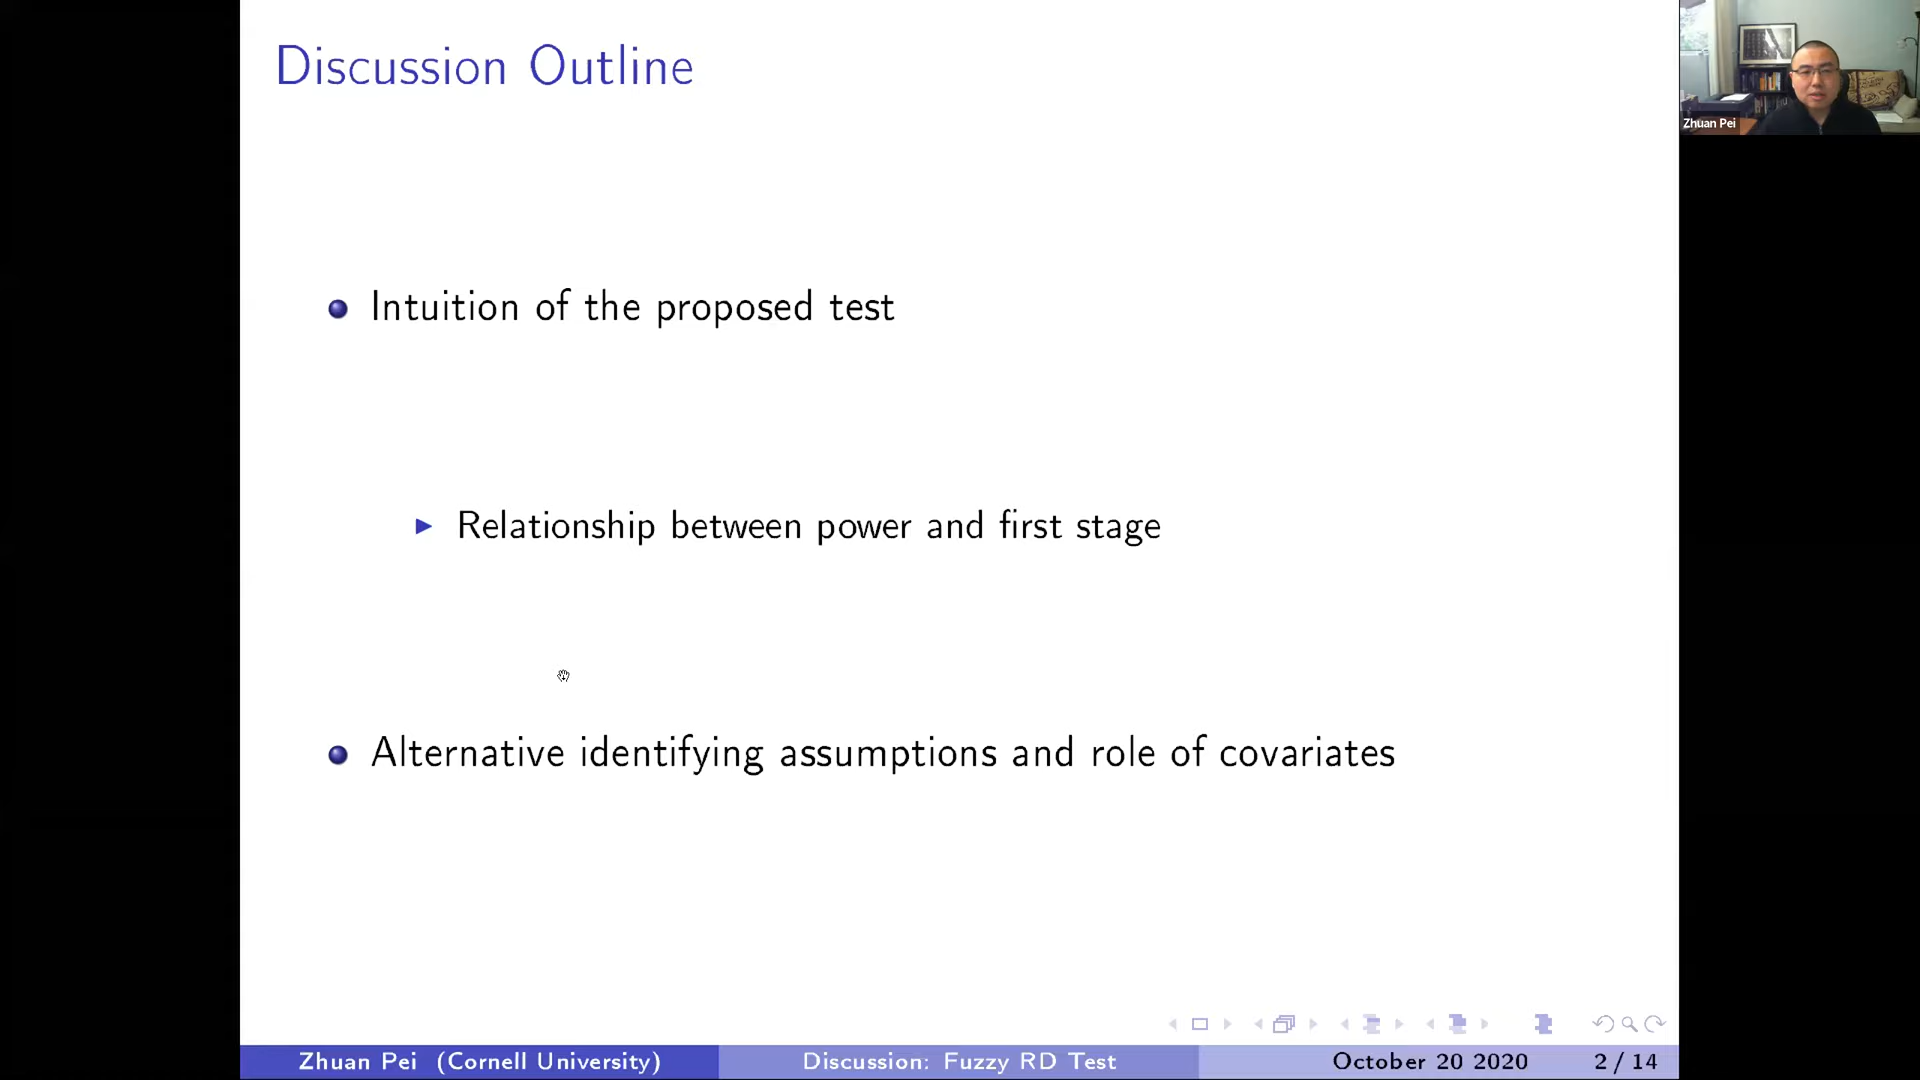 Discussion Outline
Zhuan Pei
Intuition of the proposed test
Relationship between power and first stage
Alternative identifying assumptions and role of covariates
Zhuan Pei (Cornell University) Discussion: Fuzzy RD Test October 20 2020 2 / 14